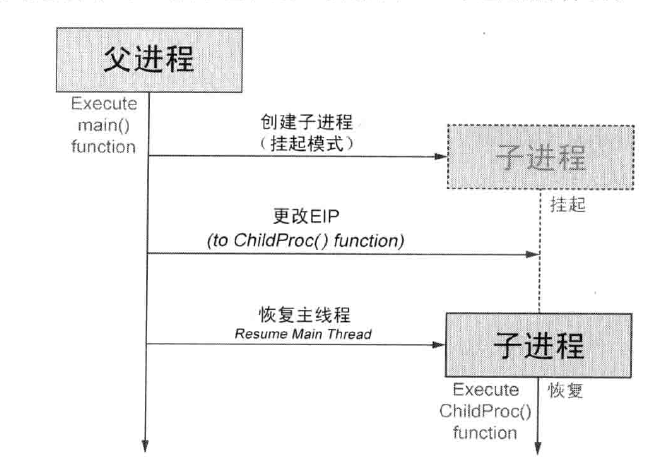 父进程
Execute
main()
function
创建子进程
（挂起模式）
子进程
挂起
更改EIP
(to ChildProc() function)
恢复主线程
Resume Main Thread
子进程
Execute
ChildProc()
function
恢复